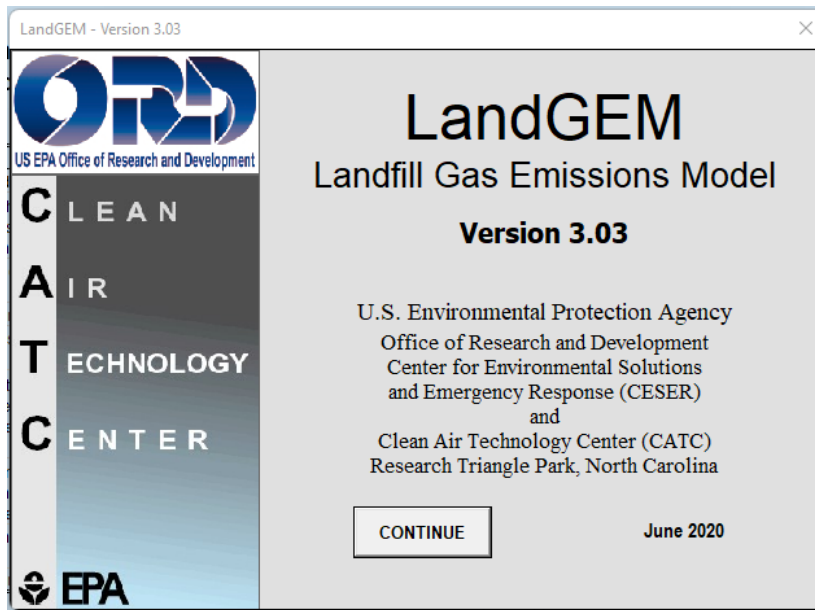 LandGEM - Version 3.03
ORD
US EPA Office of Research and Development
CLEAN
AIR
TECHNOLOGY
CENTER
EPA
LandGEM
Landfill Gas Emissions Model
Version 3.03
U.S. Environmental Protection Agency
Office of Research and Development
Center for Environmental Solutions
and Emergency Response (CESER)
and
Clean Air Technology Center (CATC)
Research Triangle Park, North Carolina
CONTINUE
June 2020